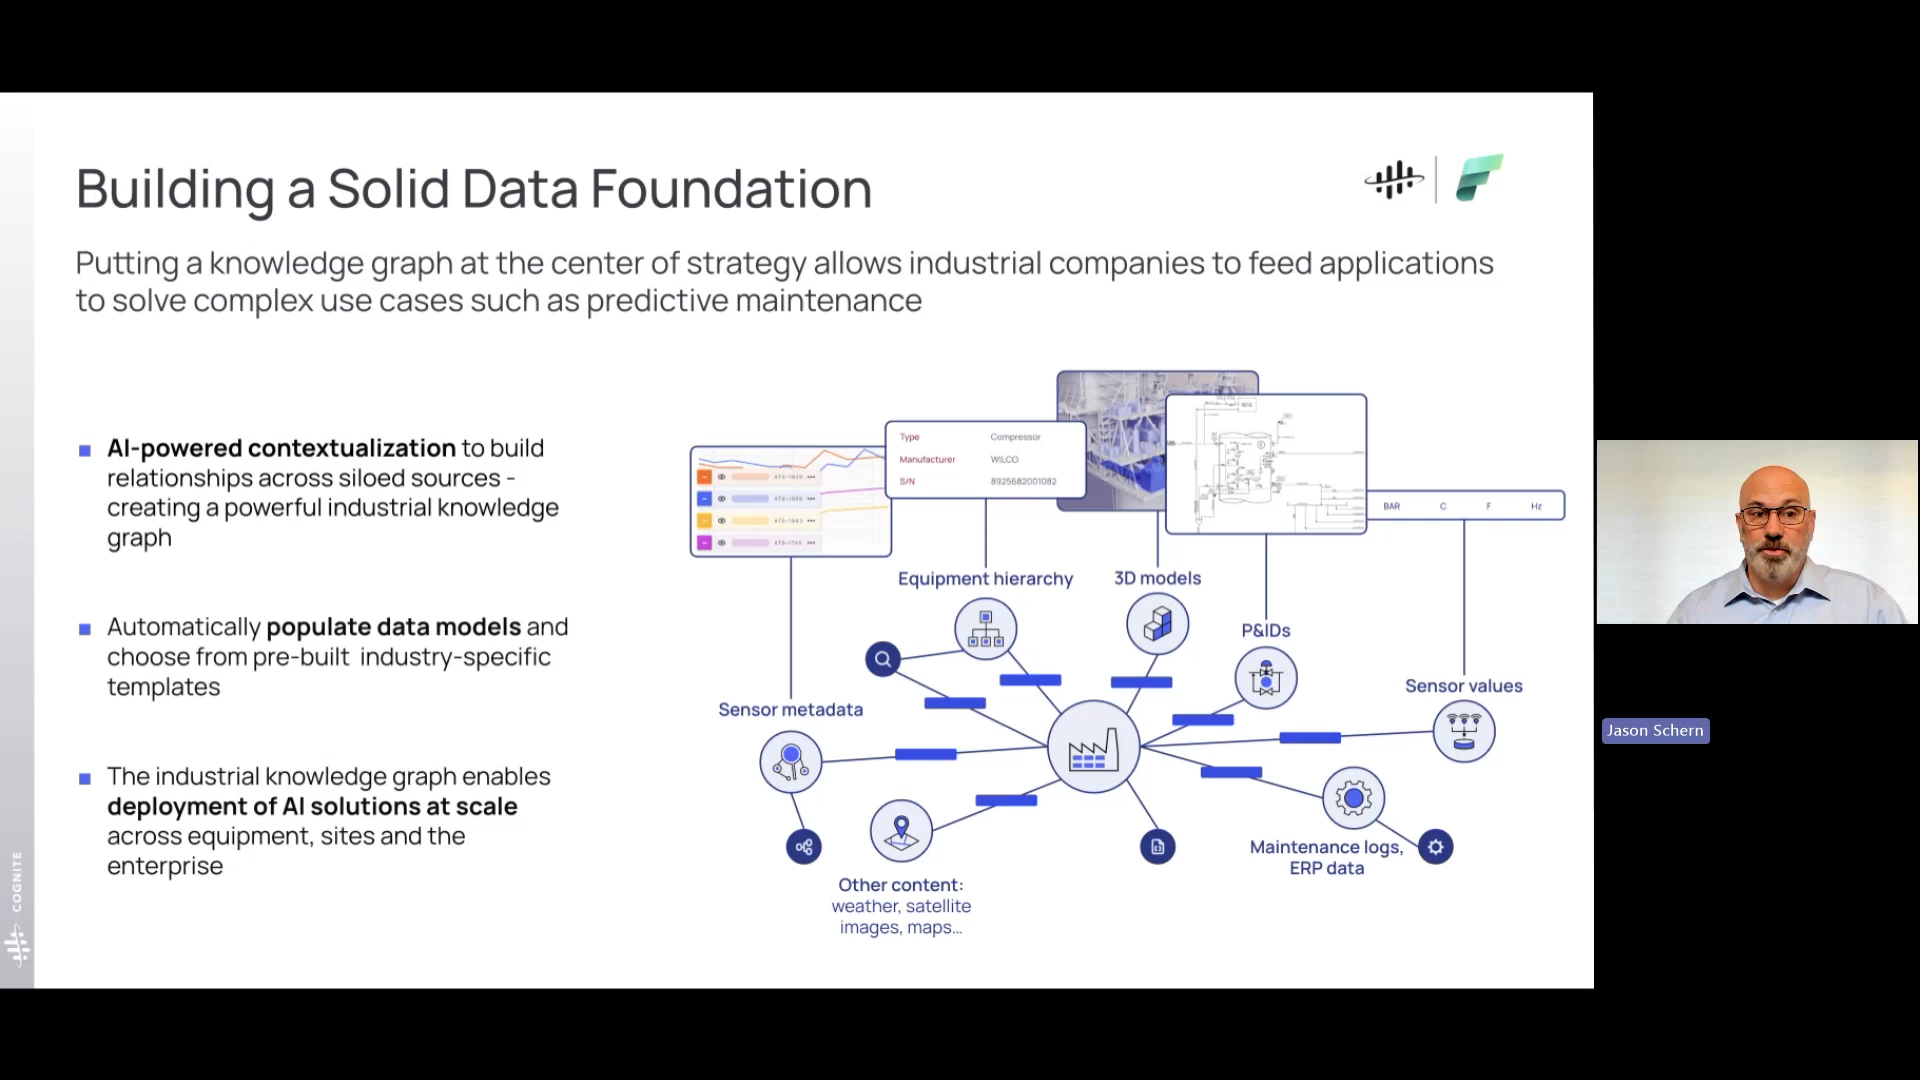 Building a Solid Data Foundation
Putting a knowledge graph at the center of strategy allows industrial companies to feed applications
to solve complex use cases such as predictive maintenance
AI-powered contextualization to build
relationships across siloed sources -
creating a powerful industrial knowledge
graph
Automatically populate data models and
choose from pre-built industry-specific
templates
The industrial knowledge graph enables
deployment of AI solutions at scale
across equipment, sites and the
enterprise
COGNITE
Type Compressor
Manufacturer WILCO
S/N 8925682001082
BAR C F Hz
Equipment hierarchy
3D models
P&IDs
Sensor values
Sensor metadata
Maintenance logs,
ERP data
Other content:
weather, satellite
images, maps...
Jason Schern